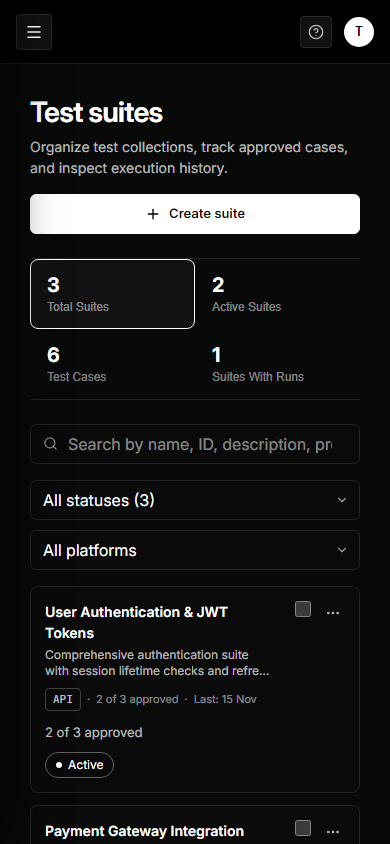 T
Test suites
Organize test collections, track approved cases,
and inspect execution history.
Create suite
3
Total Suites
2
Active Suites
6
Test Cases
1
Suites With Runs
Search by name, ID, description, pr
All statuses (3)
All platforms
User Authentication & JWT
Tokens
Comprehensive authentication suite
with session lifetime checks and refre...
API · 2 of 3 approved · Last: 15 Nov
2 of 3 approved
Active
Payment Gateway Integration